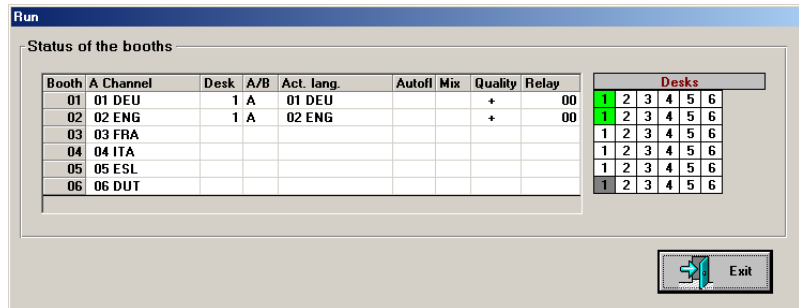 Run
Status of the booths
Booth A Channel Desk A/B Act. lang. Autofl Mix Quality Relay Desks
01 01 DEU 1 A 01 DEU + 00 1 2 3 4 5 6
02 02 ENG 1 A 02 ENG + 00 1 2 3 4 5 6
03 03 FRA 1 2 3 4 5 6
04 04 ITA 1 2 3 4 5 6
05 05 ESL 1 2 3 4 5 6
06 06 DUT 1 2 3 4 5 6
Exit